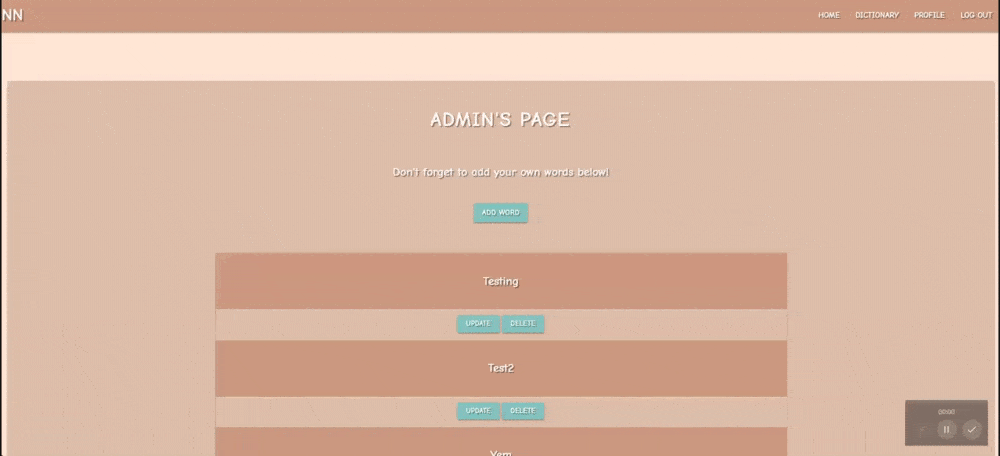 NN
HOME DICTIONARY PROFILE LOG OUT
ADMIN'S PAGE
Don't forget to add your own words below!
ADD WORD
Testing
UPDATE DELETE
Test2
UPDATE DELETE
Yem
00:00